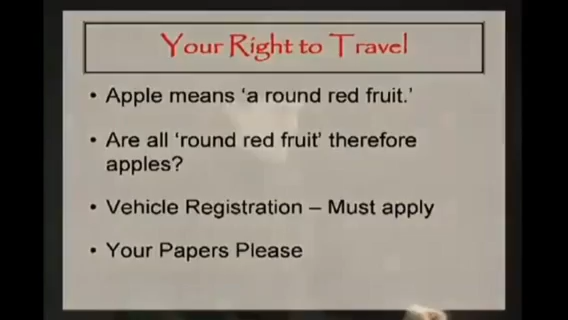 Your Right to Travel
• Apple means ‘a round red fruit.’
• Are all ‘round red fruit’ therefore
apples?
• Vehicle Registration – Must apply
• Your Papers Please